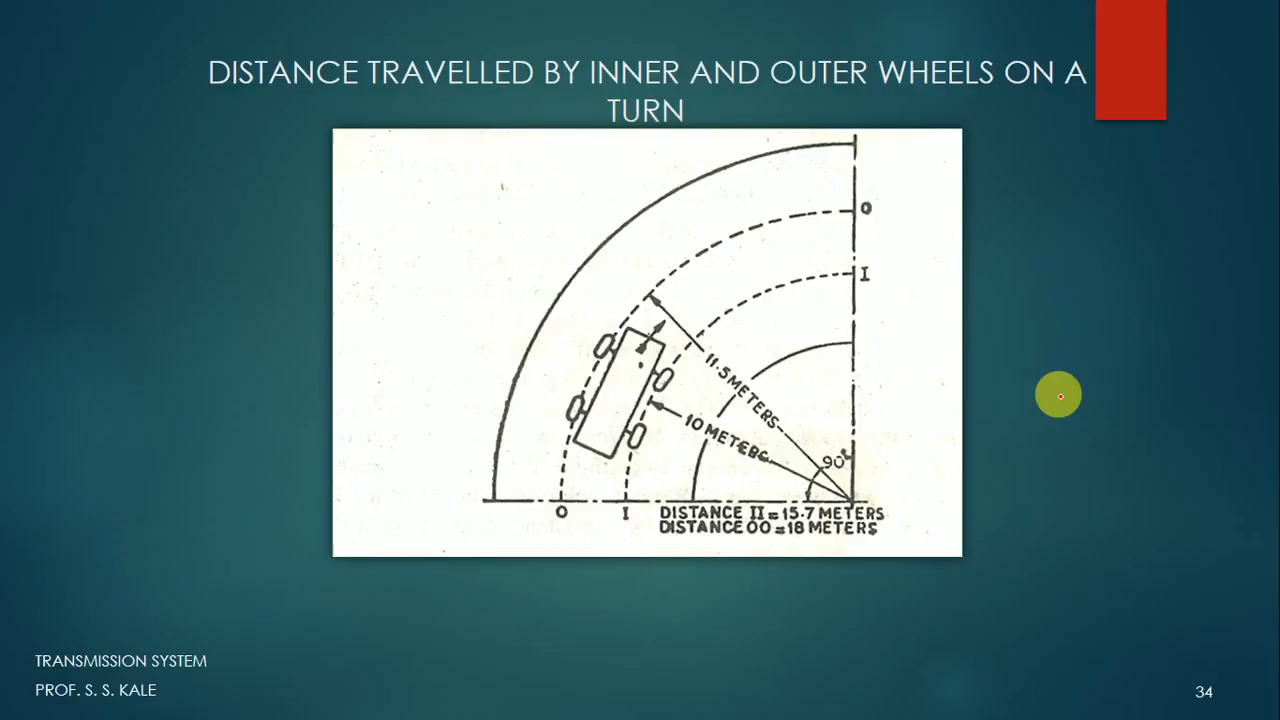 DISTANCE TRAVELLED BY INNER AND OUTER WHEELS ON A
TURN
O
I
11.5 METERS
10 METERS
90°
O
I
DISTANCE II = 15.7 METERS
DISTANCE OO = 18 METERS
TRANSMISSION SYSTEM
PROF. S. S. KALE
34